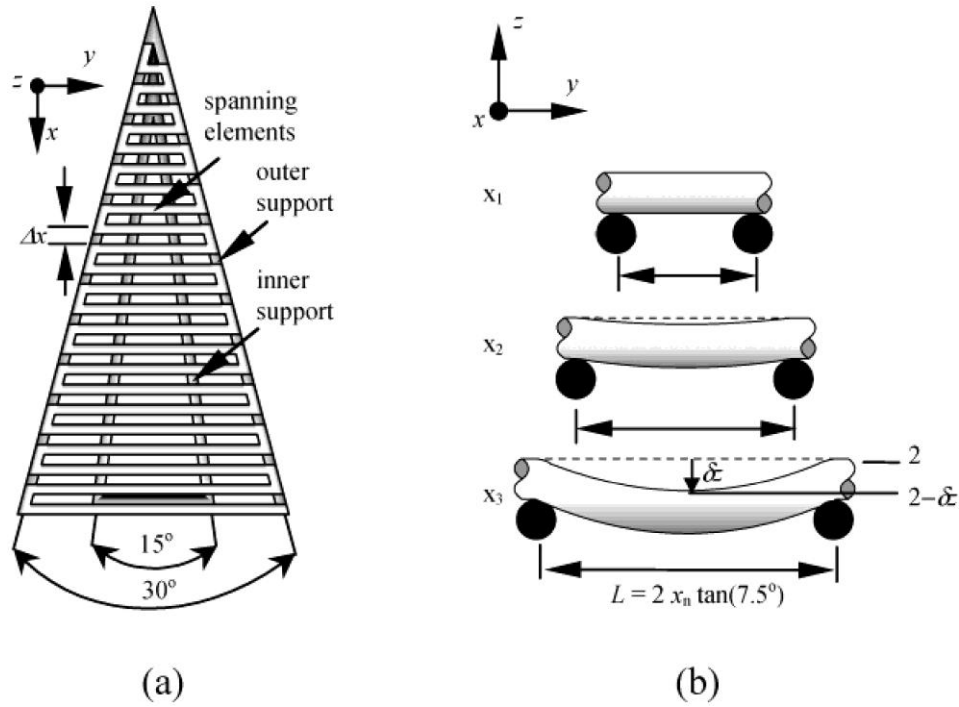 z
y
x
spanning
elements
outer
support
Δx
inner
support
15°
30°
(a)
z
y
x
x₁
x₂
x₃
δz
2
2−δz
L = 2 xₙ tan(7.5°)
(b)